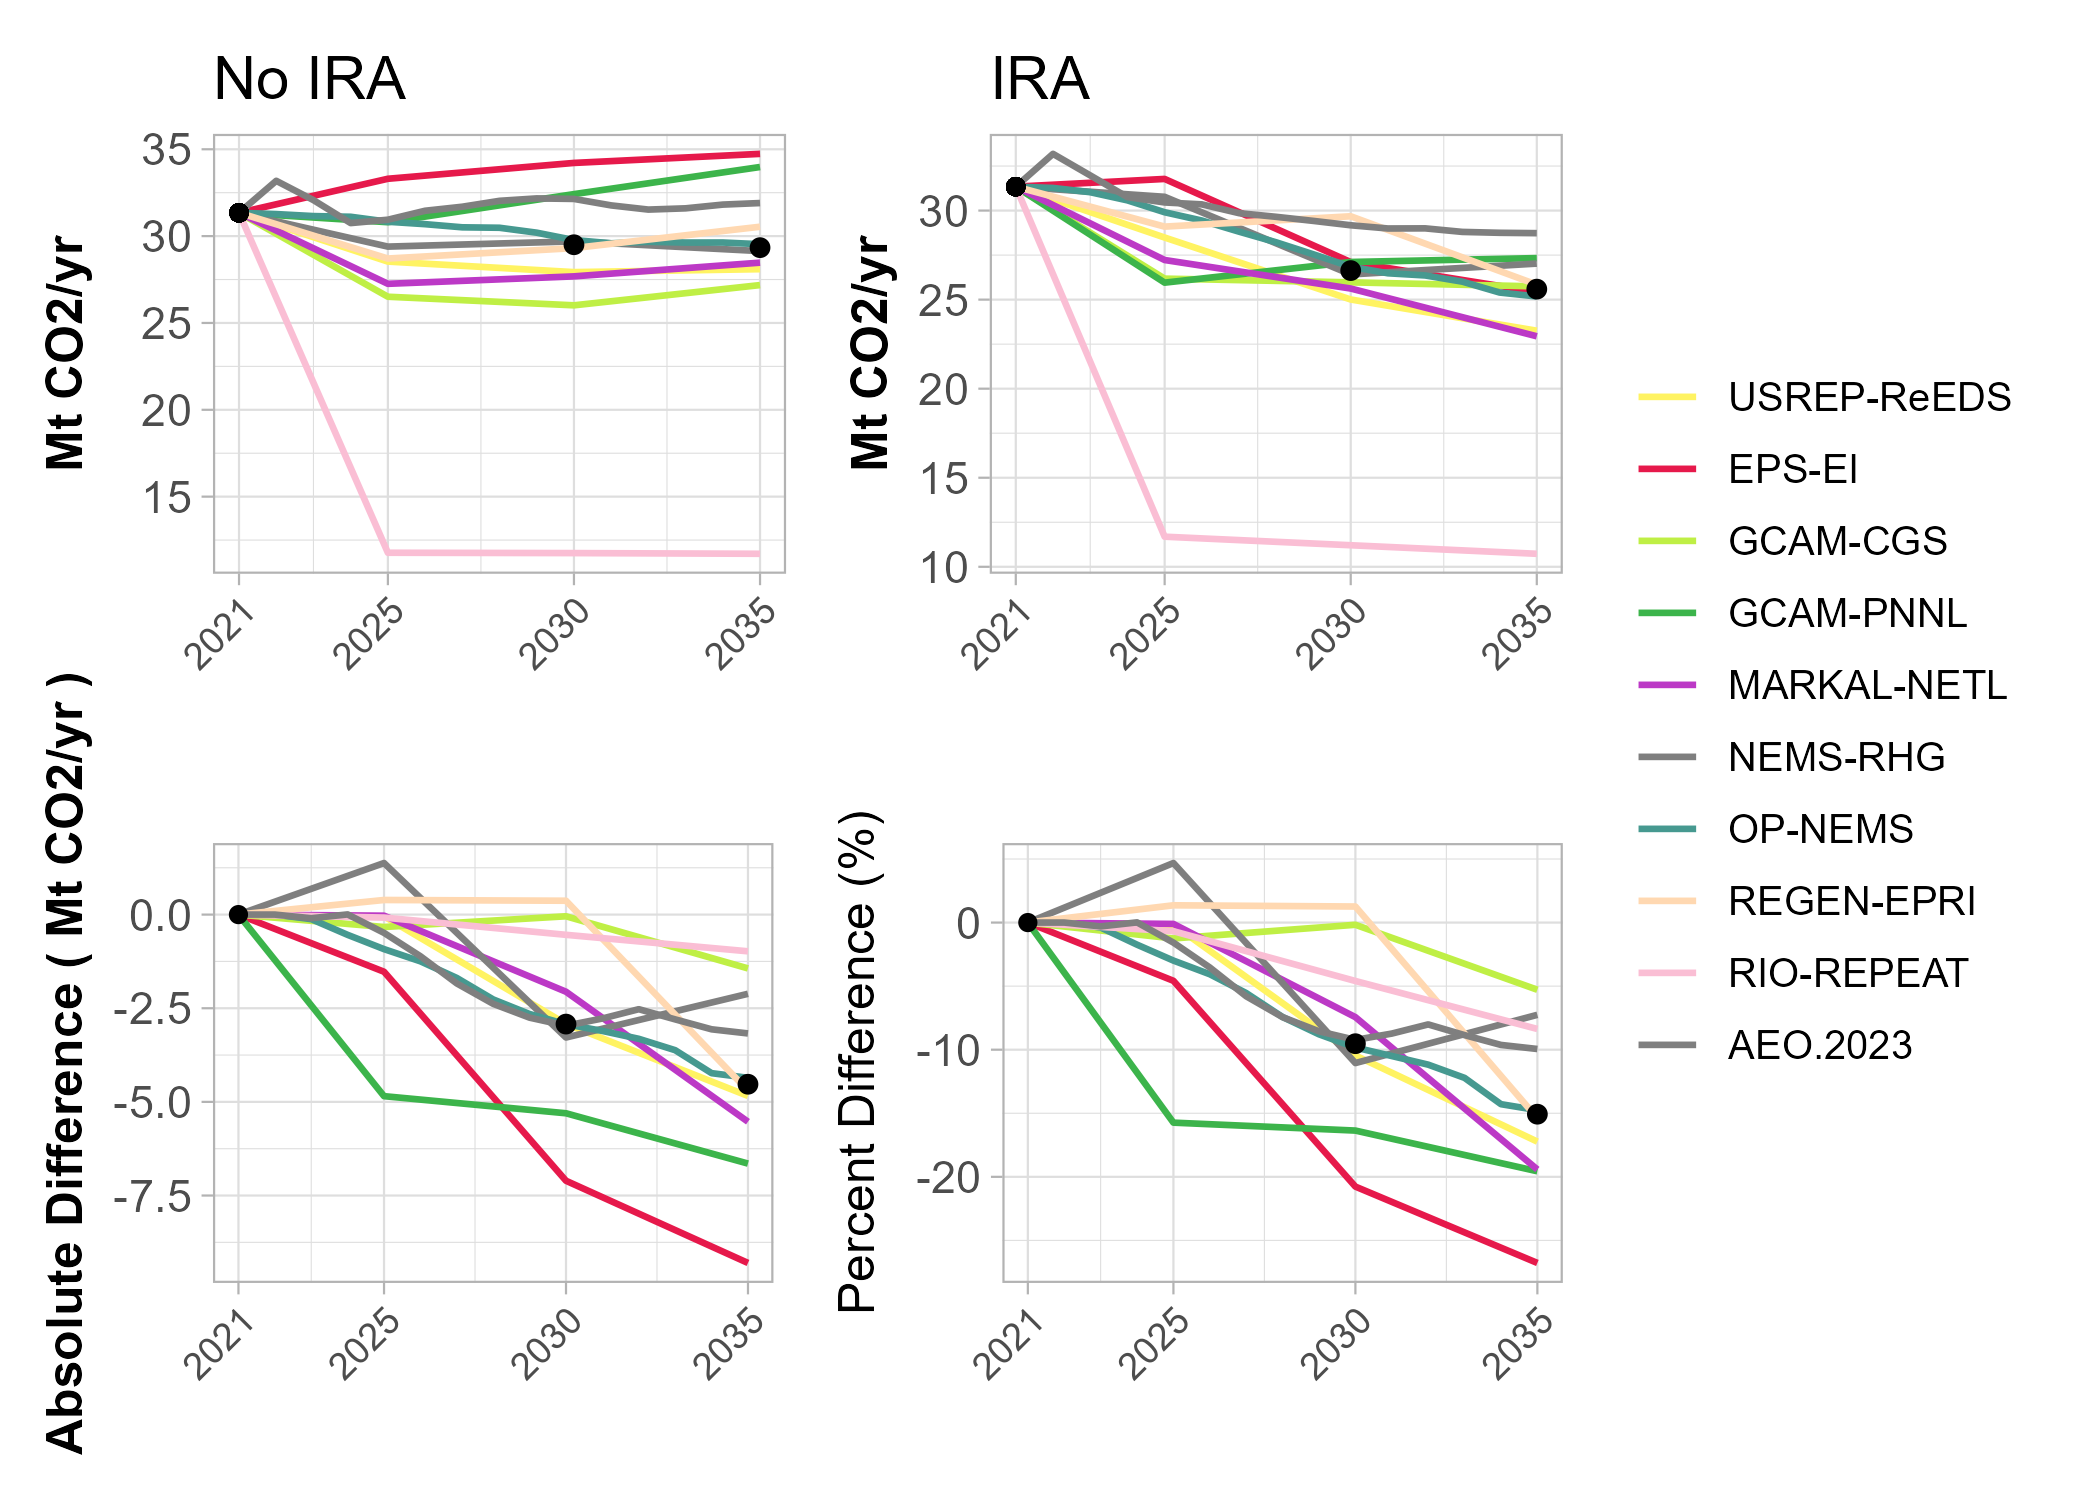 No IRA
IRA
Mt CO2/yr
35
30
25
20
15
2021
2025
2030
2035
Mt CO2/yr
30
25
20
15
10
2021
2025
2030
2035
Absolute Difference ( Mt CO2/yr )
0.0
-2.5
-5.0
-7.5
2021
2025
2030
2035
Percent Difference (%)
0
-10
-20
2021
2025
2030
2035
USREP-ReEDS
EPS-EI
GCAM-CGS
GCAM-PNNL
MARKAL-NETL
NEMS-RHG
OP-NEMS
REGEN-EPRI
RIO-REPEAT
AEO.2023